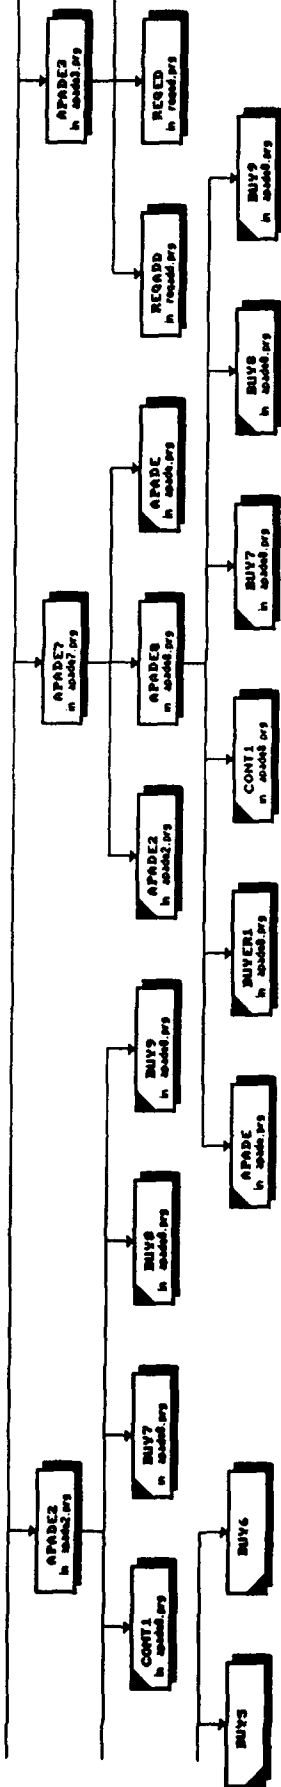 APADE2
in apade2.prg
APADE7
in apade7.prg
APADE3
in apade3.prg
CONT1
in apade8.prg
BUY7
in apade8.prg
BUY8
in apade8.prg
BUY9
in apade8.prg
APADE2
in apade2.prg
APADE8
in apade8.prg
APADE
in apade.prg
REQADD
in reqadd.prg
REQED
in reqed.prg
BUY5
BUY6
APADE
in apade.prg
BUYER1
in apade8.prg
CONT1
in apade8.prg
BUY7
in apade8.prg
BUY8
in apade8.prg
BUY9
in apade8.prg